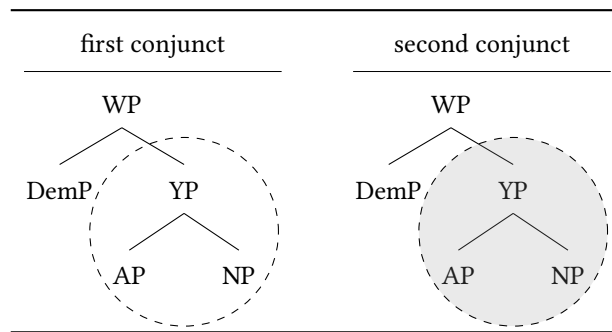 first conjunct second conjunct
WP WP
DemP YP DemP YP
AP NP AP NP